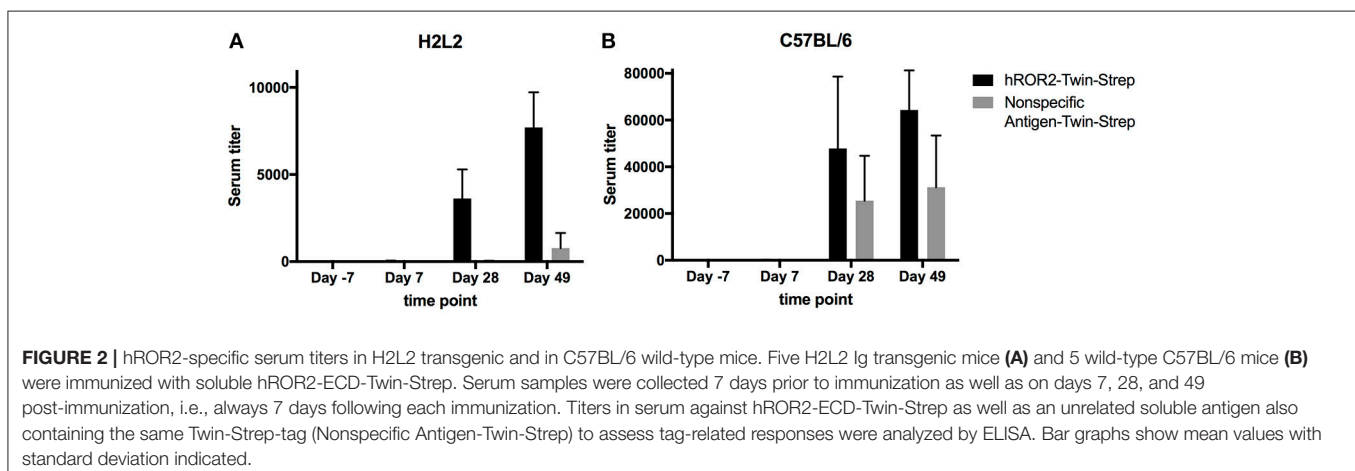 A
H2L2
B
C57BL/6
10000
5000
0
Serum titer
Day -7 Day 7 Day 28 Day 49
time point
80000
60000
40000
20000
0
Serum titer
Day -7 Day 7 Day 28 Day 49
time point
hROR2-Twin-Strep
Nonspecific
Antigen-Twin-Strep
FIGURE 2 | hROR2-specific serum titers in H2L2 transgenic and in C57BL/6 wild-type mice. Five H2L2 Ig transgenic mice (A) and 5 wild-type C57BL/6 mice (B)
were immunized with soluble hROR2-ECD-Twin-Strep. Serum samples were collected 7 days prior to immunization as well as on days 7, 28, and 49
post-immunization, i.e., always 7 days following each immunization. Titers in serum against hROR2-ECD-Twin-Strep as well as an unrelated soluble antigen also
containing the same Twin-Strep-tag (Nonspecific Antigen-Twin-Strep) to assess tag-related responses were analyzed by ELISA. Bar graphs show mean values with
standard deviation indicated.